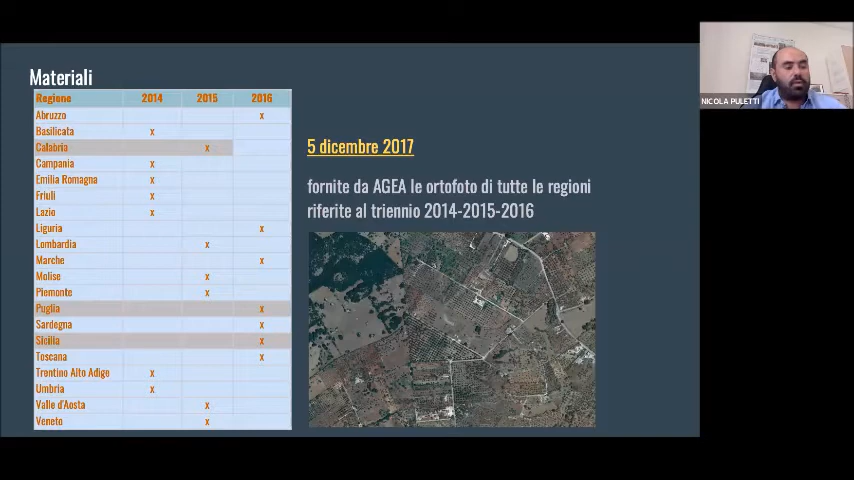 Materiali
Regione 2014 2015 2016
Abruzzo x
Basilicata x
Calabria x
Campania x
Emilia Romagna x
Friuli x
Lazio x
Liguria x
Lombardia x
Marche x
Molise x
Piemonte x
Puglia x
Sardegna x
Sicilia x
Toscana x
Trentino Alto Adige x
Umbria x
Valle d'Aosta x
Veneto x
5 dicembre 2017
fornite da AGEA le ortofoto di tutte le regioni
riferite al triennio 2014-2015-2016
NICOLA PULETTI